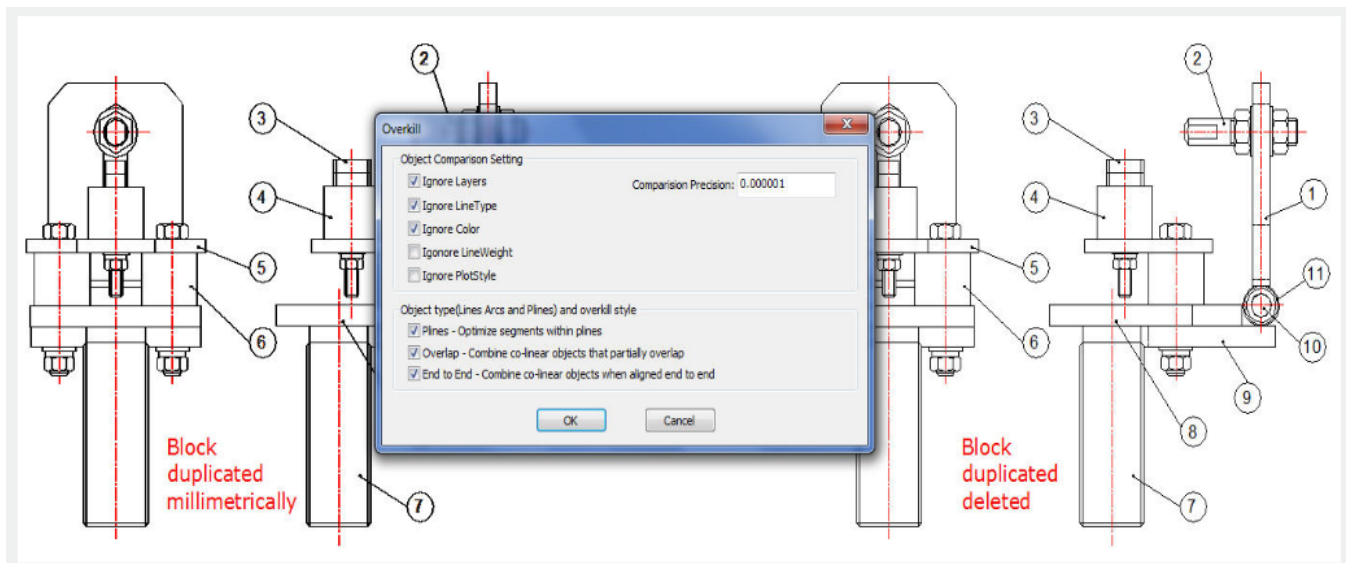 2
2
3
3
4
4
1
5
5
11
6
6
10
9
8
7
7
Block
duplicated
millimetrically
Block
duplicated
deleted
Overkill
X
Object Comparison Setting
Ignore Layers
Comparision Precision: 0.000001
Ignore LineType
Ignore Color
Igonore LineWeight
Ignore PlotStyle
Object type(Lines Arcs and Plines) and overkill style
Plines - Optimize segments within plines
Overlap - Combine co-linear objects that partially overlap
End to End - Combine co-linear objects when aligned end to end
OK
Cancel